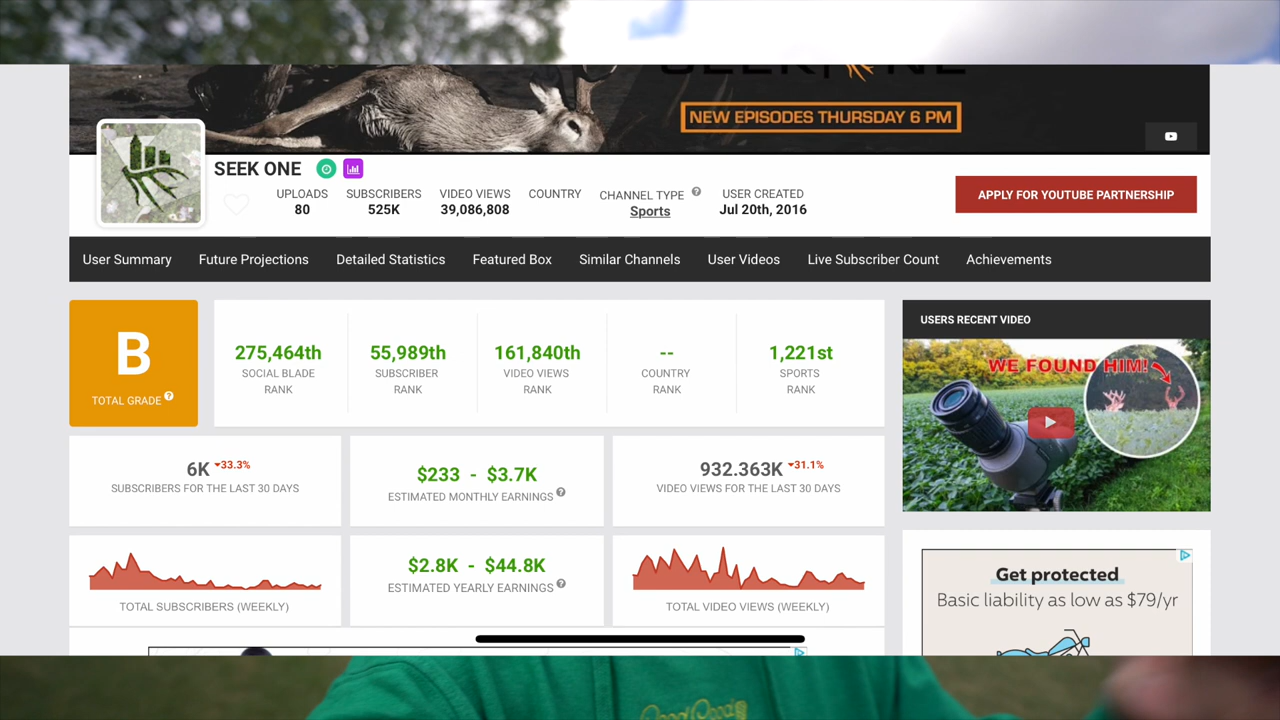 SEEK ONE
NEW EPISODES THURSDAY 6 PM
SEEK ONE
UPLOADS
80
SUBSCRIBERS
525K
VIDEO VIEWS
39,086,808
COUNTRY
CHANNEL TYPE ?
Sports
USER CREATED
Jul 20th, 2016
APPLY FOR YOUTUBE PARTNERSHIP
User Summary Future Projections Detailed Statistics Featured Box Similar Channels User Videos Live Subscriber Count Achievements
B
TOTAL GRADE ?
275,464th
SOCIAL BLADE
RANK
55,989th
SUBSCRIBER
RANK
161,840th
VIDEO VIEWS
RANK
--
COUNTRY
RANK
1,221st
SPORTS
RANK
USERS RECENT VIDEO
WE FOUND HIM!
6K 33.3%
SUBSCRIBERS FOR THE LAST 30 DAYS
$233 - $3.7K
ESTIMATED MONTHLY EARNINGS ?
932.363K 31.1%
VIDEO VIEWS FOR THE LAST 30 DAYS
TOTAL SUBSCRIBERS (WEEKLY)
$2.8K - $44.8K
ESTIMATED YEARLY EARNINGS ?
TOTAL VIDEO VIEWS (WEEKLY)
Get protected
Basic liability as low as $79/yr
Good Good